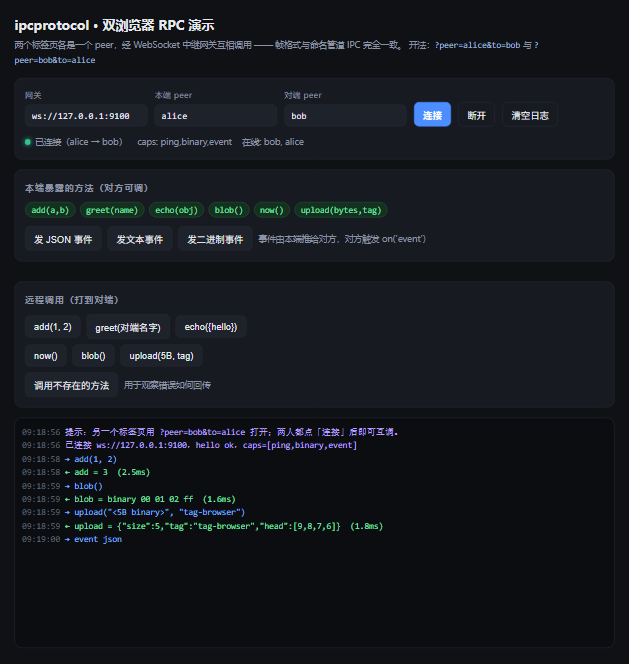 ipcprotocol • 双浏览器 RPC 演示
两个标签页各是一个 peer，经 WebSocket 中继网关互相调用 —— 帧格式与命名管道 IPC 完全一致。 开法：?peer=alice&to=bob 与 ?
peer=bob&to=alice
网关 本端 peer 对端 peer
ws://127.0.0.1:9100 alice bob 连接 断开 清空日志
已连接（alice → bob） caps: ping,binary,event 在线: bob, alice
本端暴露的方法（对方可调）
add(a,b) greet(name) echo(obj) blob() now() upload(bytes,tag)
发 JSON 事件 发文本事件 发二进制事件 事件由本端推给对方，对方触发 on('event')
远程调用（打到对端）
add(1, 2) greet(对端名字) echo({hello})
now() blob() upload(5B, tag)
调用不存在的方法 用于观察错误如何回传
09:18:56 提示：另一个标签页用 ?peer=bob&to=alice 打开；两人都点「连接」后即可互调。
09:18:56 已连接 ws://127.0.0.1:9100，hello ok，caps=[ping,binary,event]
09:18:58 → add(1, 2)
09:18:58 ← add = 3 (2.5ms)
09:18:59 → blob()
09:18:59 ← blob = binary 00 01 02 ff (1.6ms)
09:18:59 → upload("<5B binary>", "tag-browser")
09:18:59 ← upload = {"size":5,"tag":"tag-browser","head":[9,8,7,6]} (1.8ms)
09:19:00 → event json